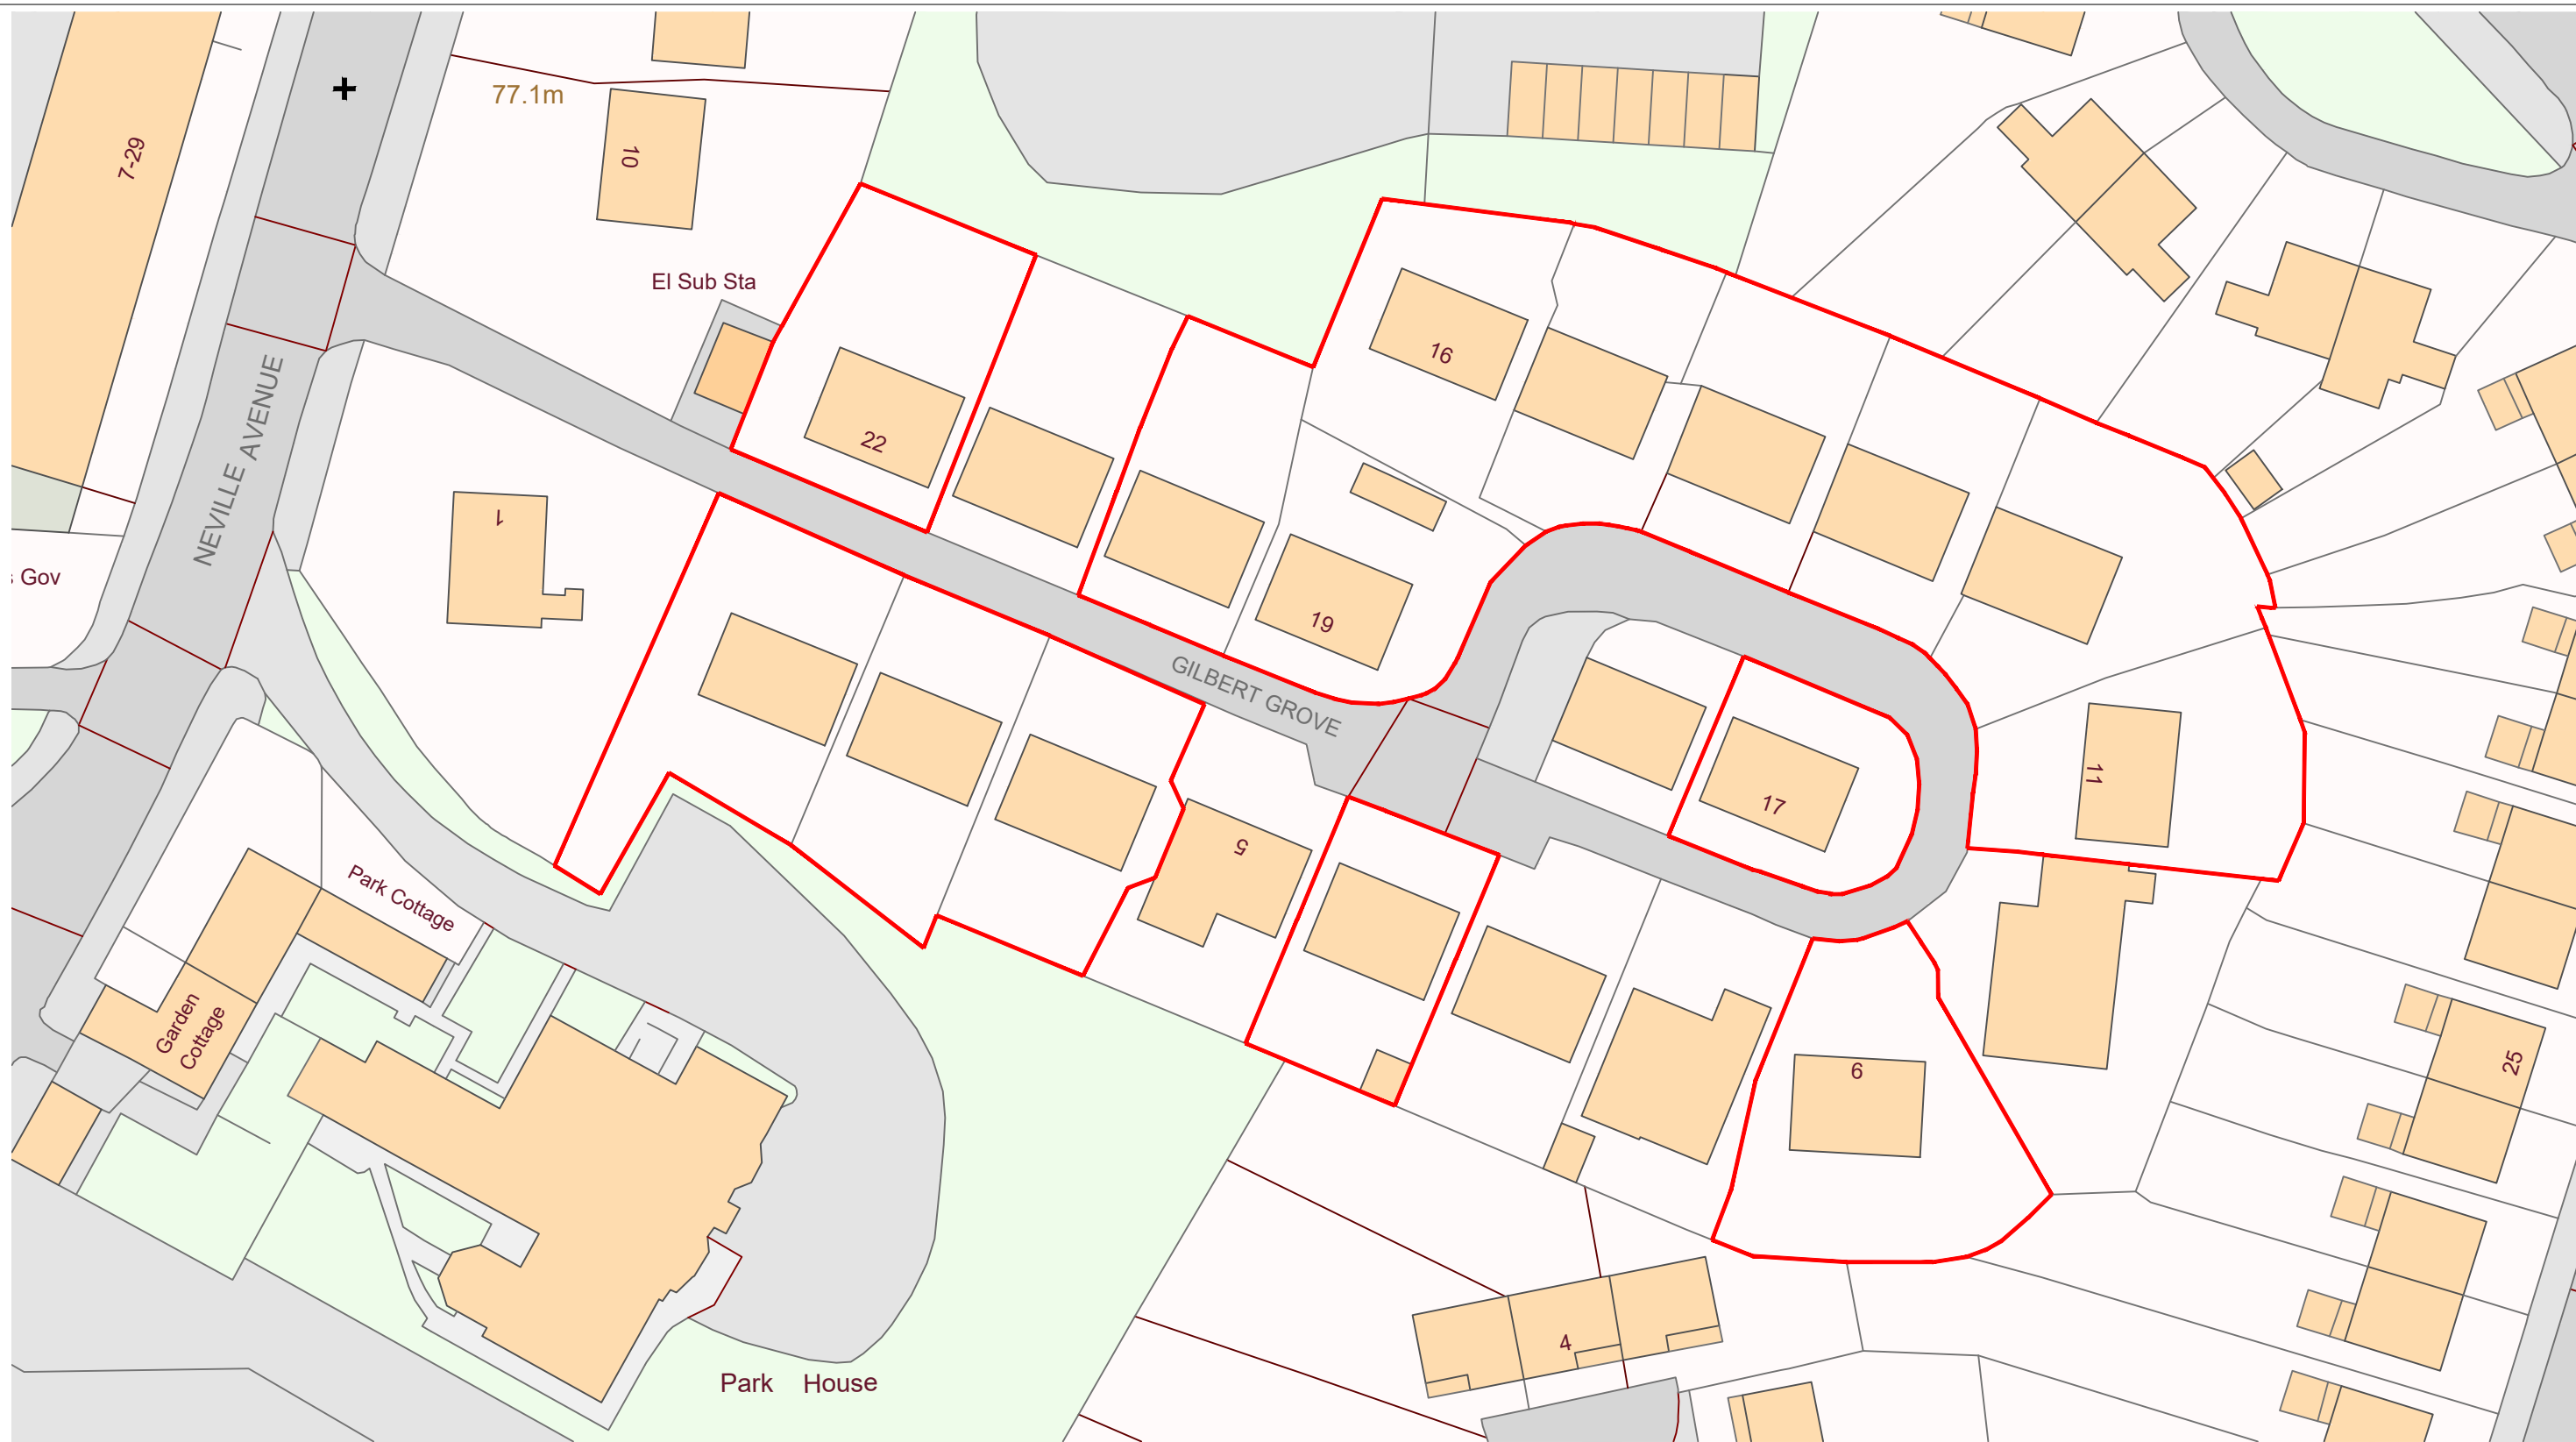 77.1m
7-29
10
El Sub Sta
16
22
NEVILLE AVENUE
1
Gov
19
GILBERT GROVE
11
17
5
Park Cottage
Garden
Cottage
6
25
4
Park House